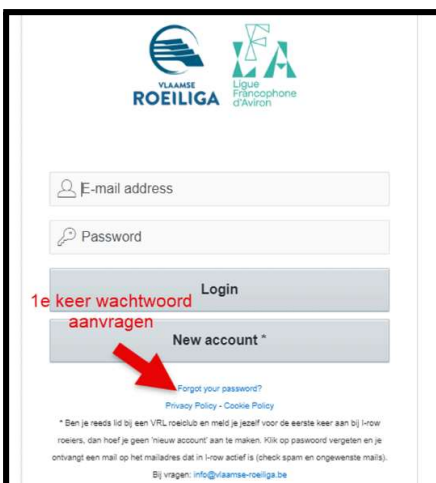 VLAAMSE
ROEILIGA
Ligue
Francophone
d'Aviron
E-mail address
Password
Login
1e keer wachtwoord
aanvragen
New account *
Forgot your password?
Privacy Policy - Cookie Policy
* Ben je reeds lid bij een VRL roeiclub en meld je jezelf voor de eerste keer aan bij I-row
roeiers, dan hoef je geen 'nieuw account' aan te maken. Klik op paswoord vergeten en je
ontvangt een mail op het mailadres dat in I-row actief is (check spam en ongewenste mails).
Bij vragen: info@vlaamse-roeiliga.be